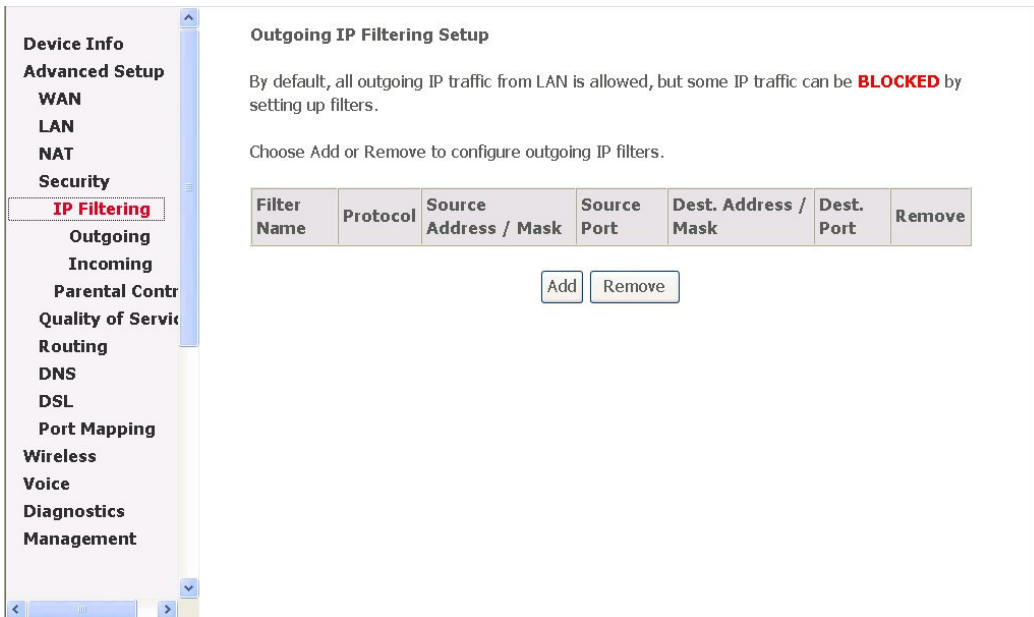 Device Info
Advanced Setup
WAN
LAN
NAT
Security
IP Filtering
Outgoing
Incoming
Parental Contr
Quality of Servic
Routing
DNS
DSL
Port Mapping
Wireless
Voice
Diagnostics
Management
Outgoing IP Filtering Setup
By default, all outgoing IP traffic from LAN is allowed, but some IP traffic can be BLOCKED by
setting up filters.
Choose Add or Remove to configure outgoing IP filters.
Filter Name Protocol Source Address / Mask Source Port Dest. Address / Mask Dest. Port Remove
Add Remove